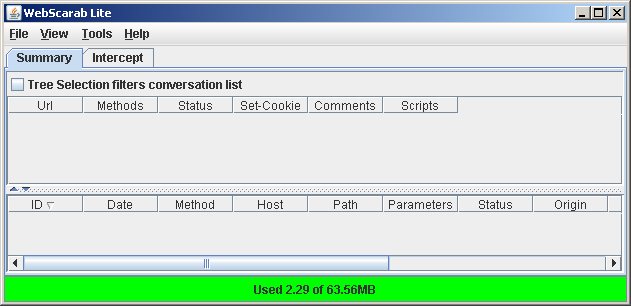 WebScarab Lite
File View Tools Help
Summary Intercept
Tree Selection filters conversation list
Url Methods Status Set-Cookie Comments Scripts
ID Date Method Host Path Parameters Status Origin
Used 2.29 of 63.56MB